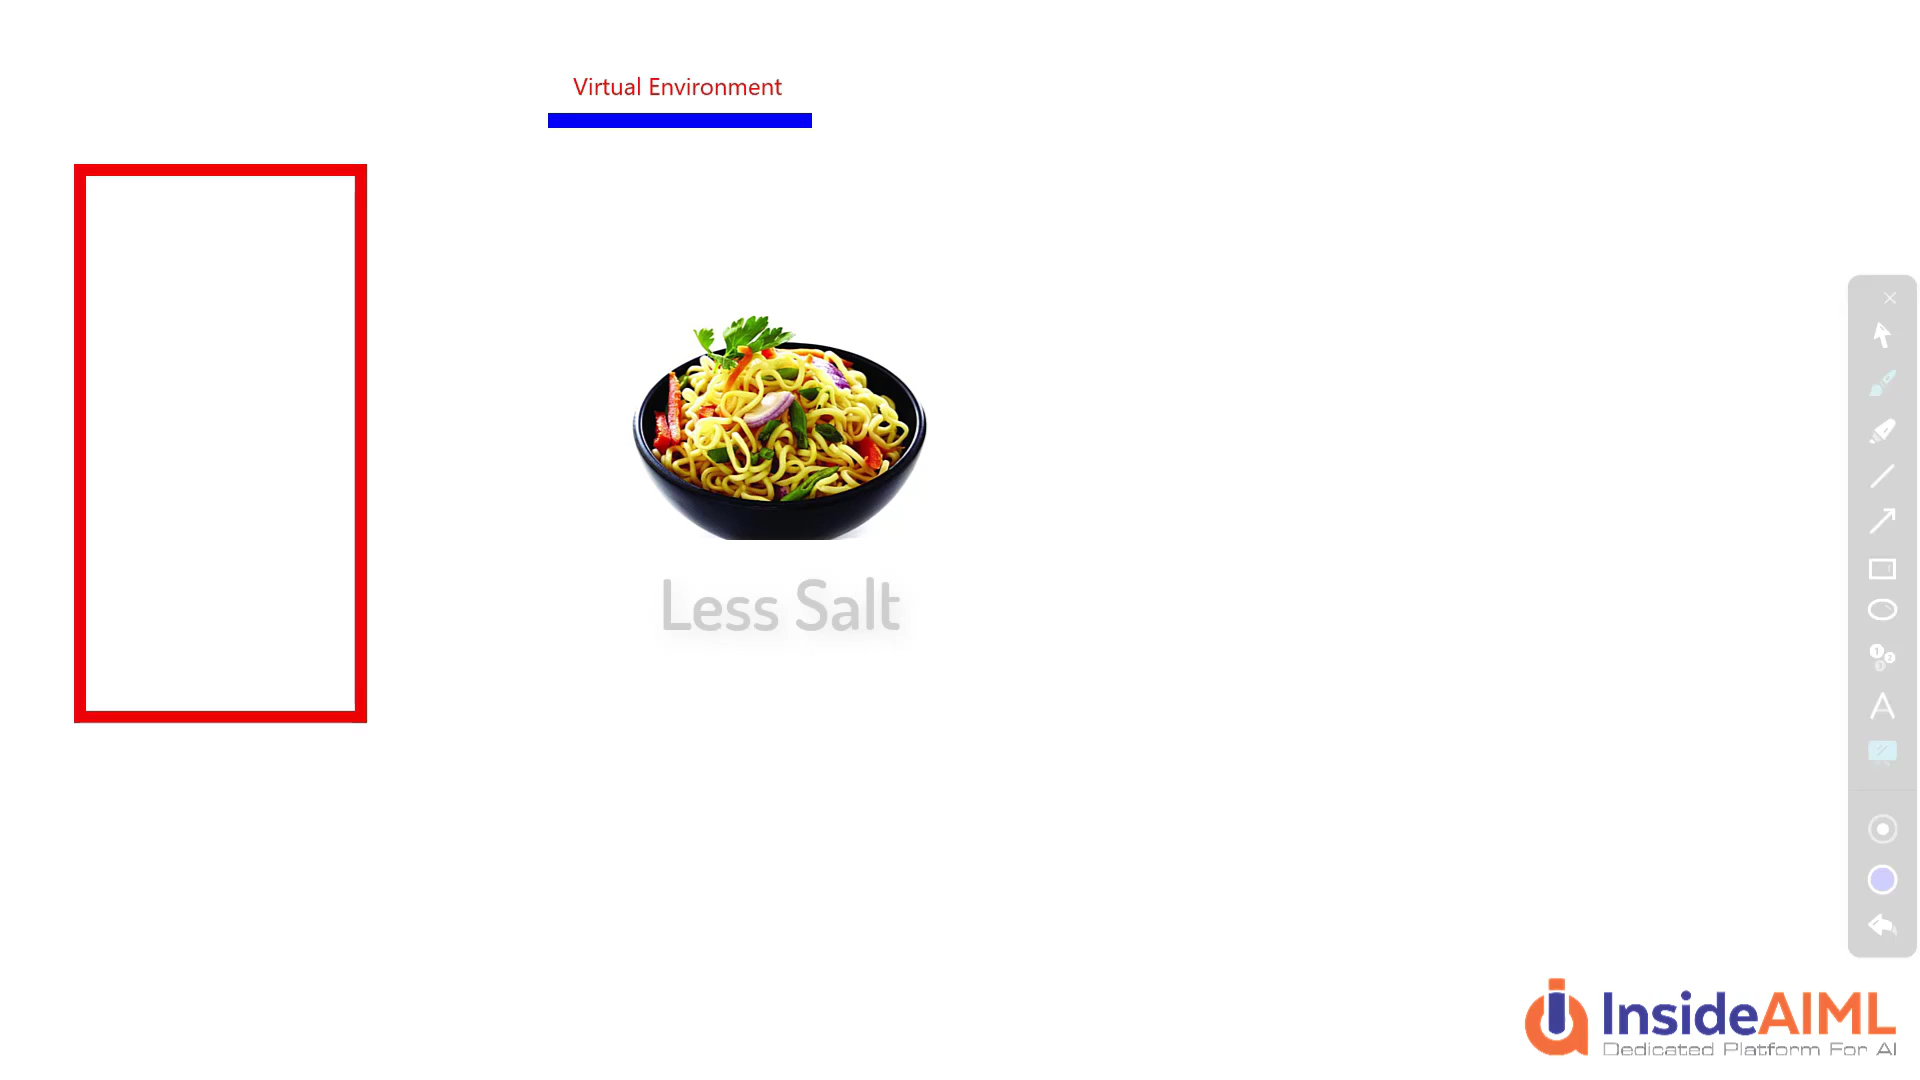 Virtual Environment
Less Salt
InsideAIML
Dedicated Platform For AI